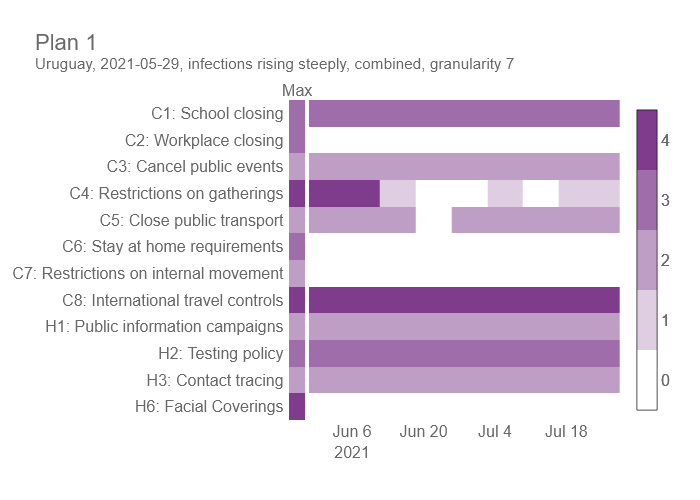 Plan 1
Uruguay, 2021-05-29, infections rising steeply, combined, granularity 7
Max
C1: School closing
C2: Workplace closing
C3: Cancel public events
C4: Restrictions on gatherings
C5: Close public transport
C6: Stay at home requirements
C7: Restrictions on internal movement
C8: International travel controls
H1: Public information campaigns
H2: Testing policy
H3: Contact tracing
H6: Facial Coverings
4
3
2
1
0
Jun 6 Jun 20 Jul 4 Jul 18
2021